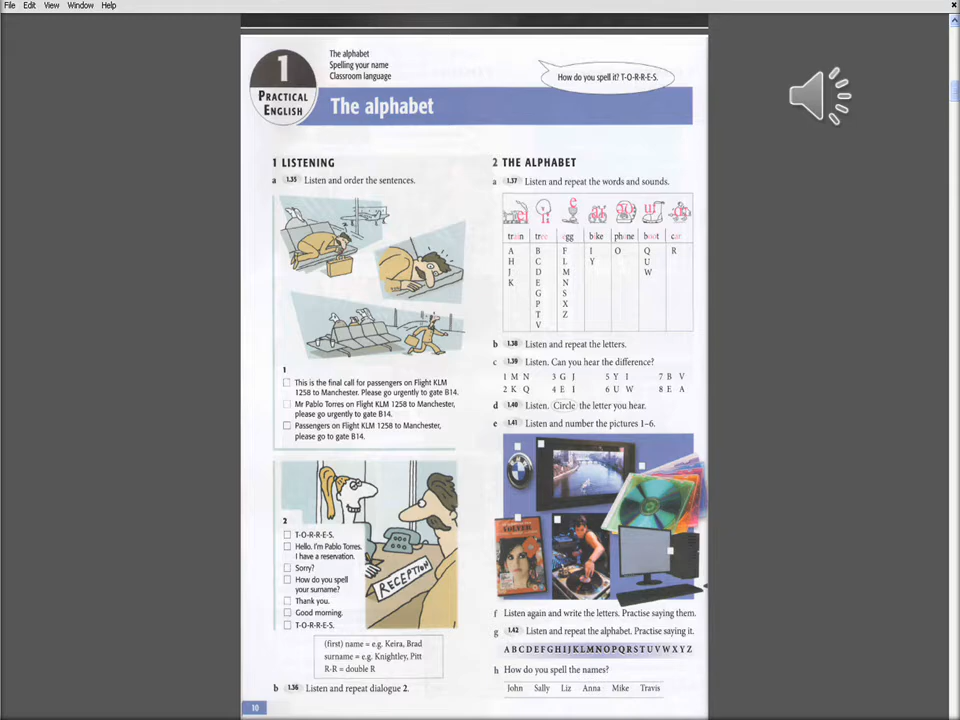 File Edit View Window Help
The alphabet
Spelling your name
Classroom language
How do you spell it? T-O-R-R-E-S.
1
PRACTICAL
ENGLISH
The alphabet
1 LISTENING
a 1.35 Listen and order the sentences.
1
This is the final call for passengers on Flight KLM
1258 to Manchester. Please go urgently to gate B14.
Mr Pablo Torres on Flight KLM 1258 to Manchester,
please go urgently to gate B14.
Passengers on Flight KLM 1258 to Manchester,
please go to gate B14.
2
T-O-R-R-E-S.
Hello. I'm Pablo Torres.
I have a reservation.
Sorry?
How do you spell
your surname?
Thank you.
Good morning.
T-O-R-R-E-S.
RECEPTION
(first) name = e.g. Keira, Brad
surname = e.g. Knightley, Pitt
R-R = double R
b 1.36 Listen and repeat dialogue 2.
10
2 THE ALPHABET
a 1.37 Listen and repeat the words and sounds.
train tree egg bike phone boot car
A B F I O Q R
H C L Y U
J D M W
K E N
G S
P X
T Z
V
b 1.38 Listen and repeat the letters.
c 1.39 Listen. Can you hear the difference?
1 M N 3 G J 5 Y I 7 B V
2 K Q 4 E I 6 U W 8 E A
d 1.40 Listen. Circle the letter you hear.
e 1.41 Listen and number the pictures 1–6.
BMW
VOLVER
f Listen again and write the letters. Practise saying them.
g 1.42 Listen and repeat the alphabet. Practise saying it.
A B C D E F G H I J K L M N O P Q R S T U V W X Y Z
h How do you spell the names?
John Sally Liz Anna Mike Travis